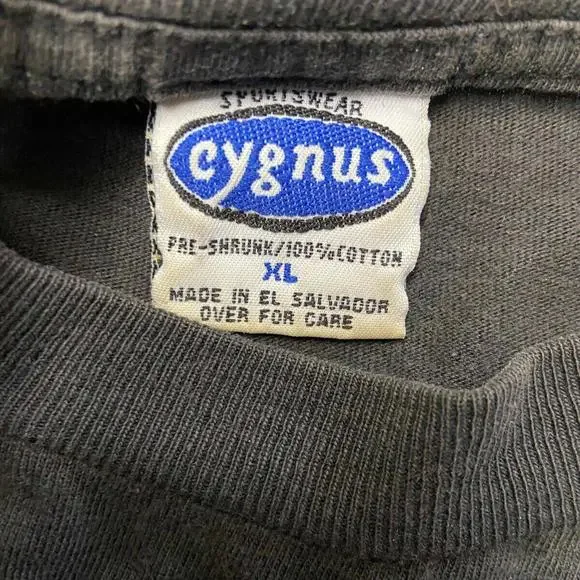 SPORTSWEAR
cygnus
PRE-SHRUNK/100%COTTON
XL
MADE IN EL SALVADOR
OVER FOR CARE